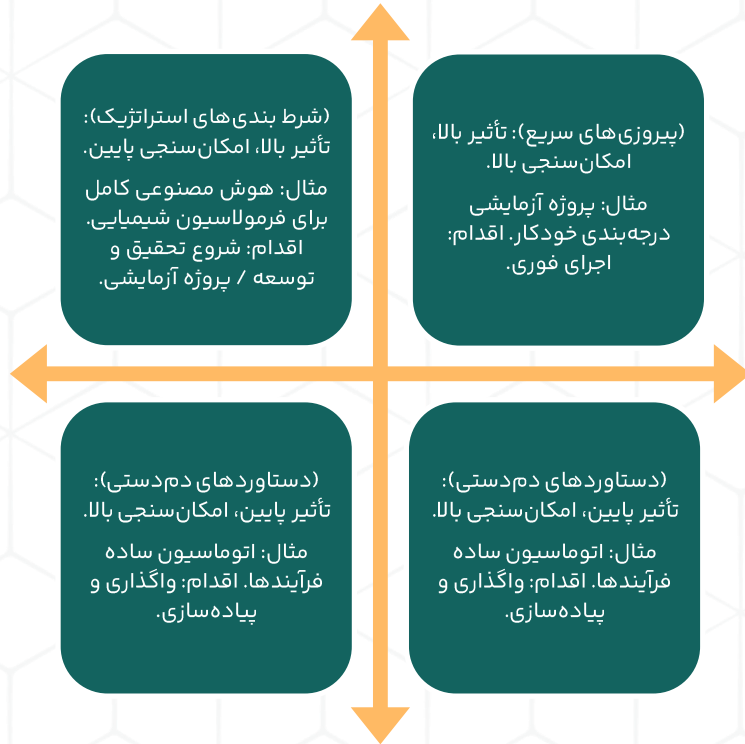 (پیروزی‌های سریع): تأثیر بالا،
امکان‌سنجی بالا.
مثال: پروژه آزمایشی
درجه‌بندی خودکار. اقدام:
اجرای فوری.
(شرط بندی‌های استراتژیک):
تأثیر بالا، امکان‌سنجی پایین.
مثال: هوش مصنوعی کامل
برای فرمولاسیون شیمیایی.
اقدام: شروع تحقیق و
توسعه / پروژه آزمایشی.
(دستاوردهای دم‌دستی):
تأثیر پایین، امکان‌سنجی بالا.
مثال: اتوماسیون ساده
فرآیندها. اقدام: واگذاری و
پیاده‌سازی.
(دستاوردهای دم‌دستی):
تأثیر پایین، امکان‌سنجی بالا.
مثال: اتوماسیون ساده
فرآیندها. اقدام: واگذاری و
پیاده‌سازی.